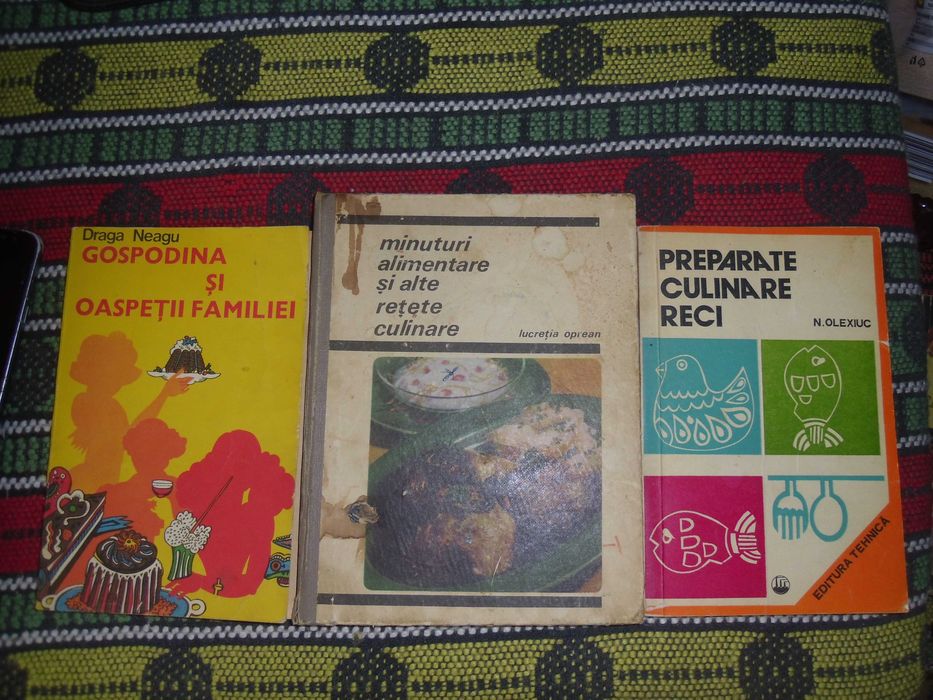 Draga Neagu
GOSPODINA
ȘI
OASPEȚII FAMILIEI
minuturi
alimentare
și alte
rețete
culinare
lucreția oprean
PREPARATE
CULINARE
RECI
N.OLEXIUC
EDITURA TEHNICĂ